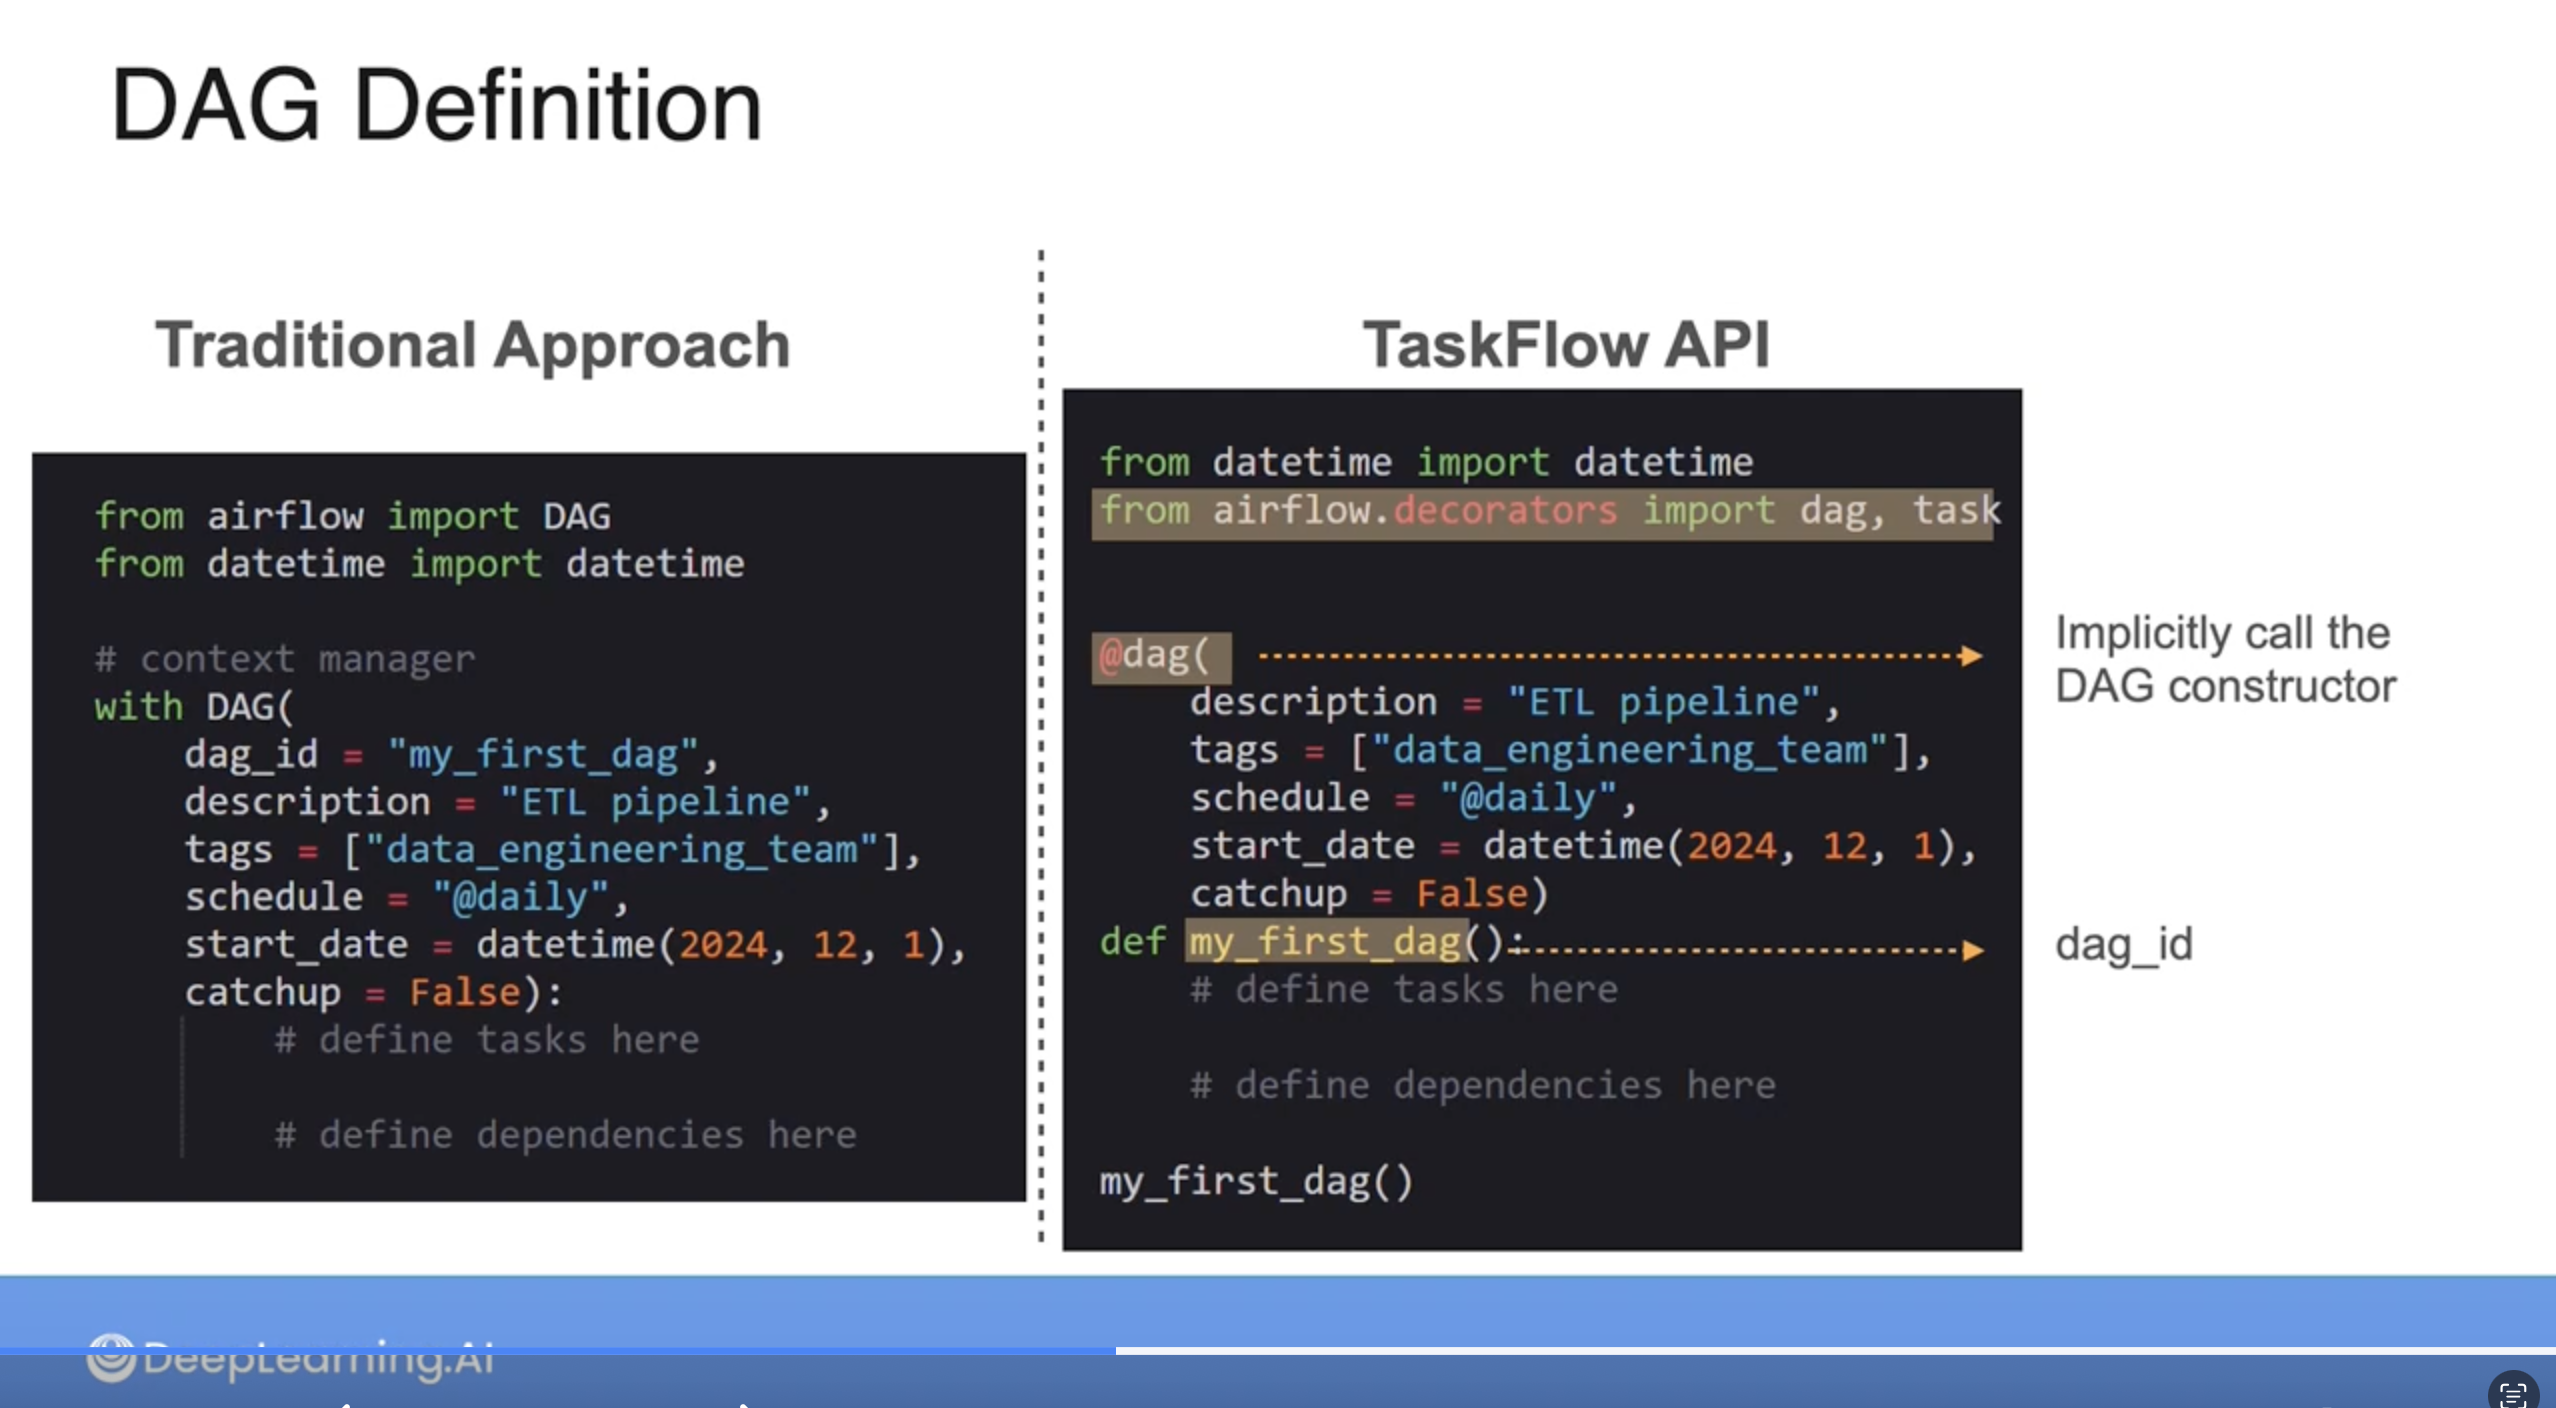 DAG Definition
Traditional Approach
from airflow import DAG
from datetime import datetime
# context manager
with DAG(
dag_id = "my_first_dag",
description = "ETL pipeline",
tags = ["data_engineering_team"],
schedule = "@daily",
start_date = datetime(2024, 12, 1),
catchup = False):
# define tasks here
# define dependencies here
TaskFlow API
from datetime import datetime
from airflow.decorators import dag, task
@dag(
description = "ETL pipeline",
tags = ["data_engineering_team"],
schedule = "@daily",
start_date = datetime(2024, 12, 1),
catchup = False)
def my_first_dag():
# define tasks here
# define dependencies here
my_first_dag()
Implicitly call the
DAG constructor
dag_id
DeepLearning.AI